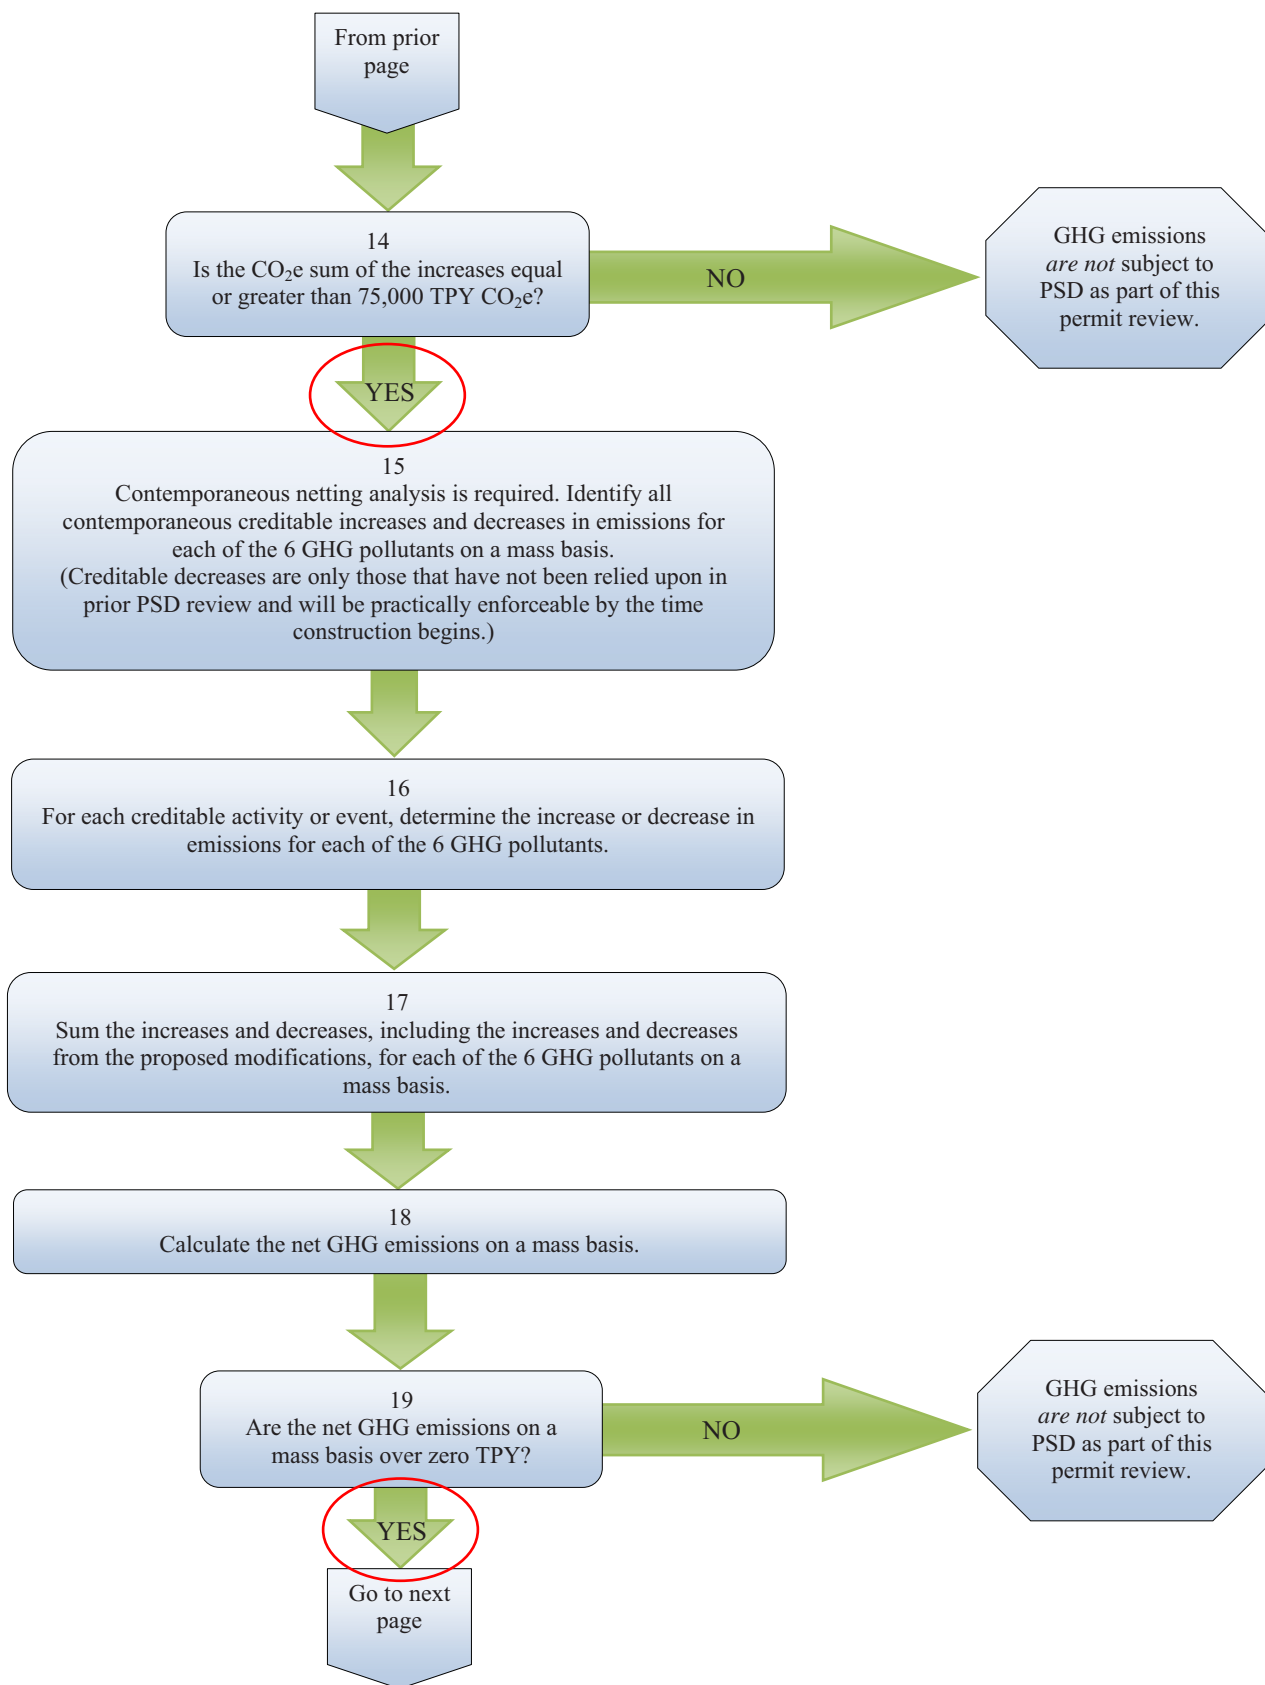 From prior
page
14
Is the CO₂e sum of the increases equal
or greater than 75,000 TPY CO₂e?
NO
GHG emissions
are not subject to
PSD as part of this
permit review.
YES
15
Contemporaneous netting analysis is required. Identify all
contemporaneous creditable increases and decreases in emissions for
each of the 6 GHG pollutants on a mass basis.
(Creditable decreases are only those that have not been relied upon in
prior PSD review and will be practically enforceable by the time
construction begins.)
16
For each creditable activity or event, determine the increase or decrease in
emissions for each of the 6 GHG pollutants.
17
Sum the increases and decreases, including the increases and decreases
from the proposed modifications, for each of the 6 GHG pollutants on a
mass basis.
18
Calculate the net GHG emissions on a mass basis.
19
Are the net GHG emissions on a
mass basis over zero TPY?
NO
GHG emissions
are not subject to
PSD as part of this
permit review.
YES
Go to next
page